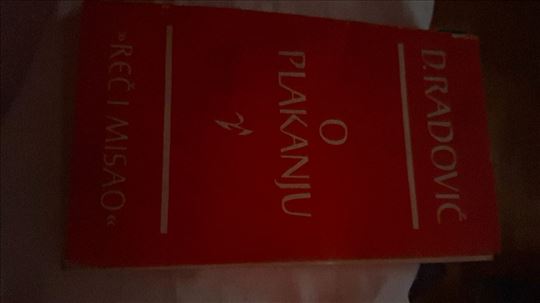 D. RADOVIĆ
O
PLAKANJU
»REČ I MISAO«